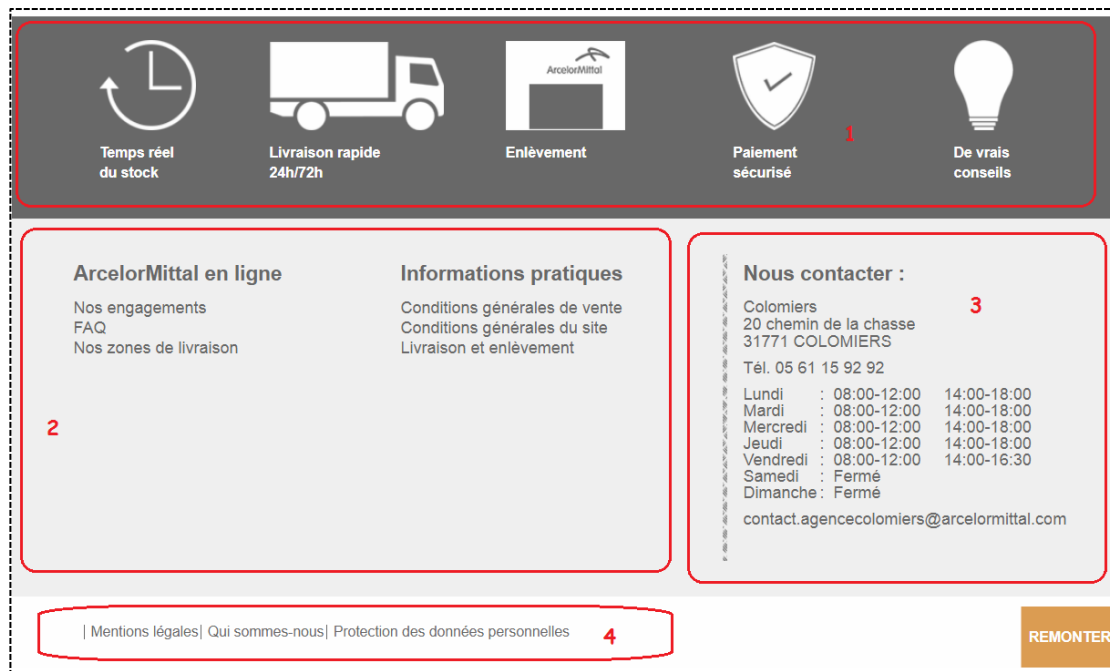 ArcelorMittal
Temps réel
du stock
Livraison rapide
24h/72h
Enlèvement
Paiement
sécurisé
1
De vrais
conseils
ArcelorMittal en ligne
Nos engagements
FAQ
Nos zones de livraison
Informations pratiques
Conditions générales de vente
Conditions générales du site
Livraison et enlèvement
2
Nous contacter :
3
Colomiers
20 chemin de la chasse
31771 COLOMIERS
Tél. 05 61 15 92 92
Lundi : 08:00-12:00 14:00-18:00
Mardi : 08:00-12:00 14:00-18:00
Mercredi : 08:00-12:00 14:00-18:00
Jeudi : 08:00-12:00 14:00-18:00
Vendredi : 08:00-12:00 14:00-16:30
Samedi : Fermé
Dimanche : Fermé
contact.agencecolomiers@arcelormittal.com
| Mentions légales| Qui sommes-nous| Protection des données personnelles
4
REMONTER